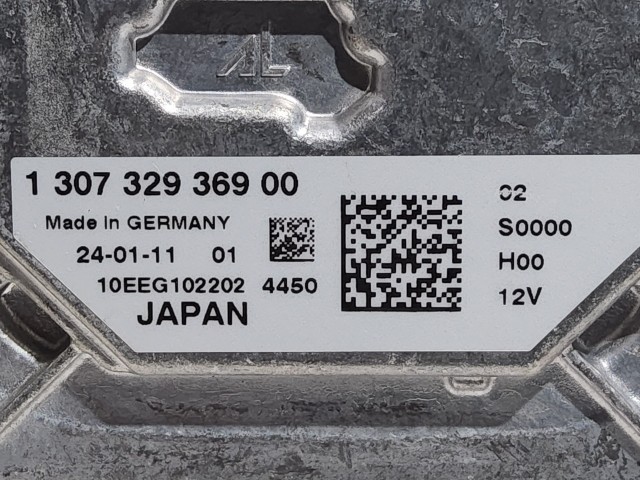 AL
1 307 329 369 00
Made in GERMANY
24-01-11 01
10EEG102202 4450
JAPAN
02
S0000
H00
12V